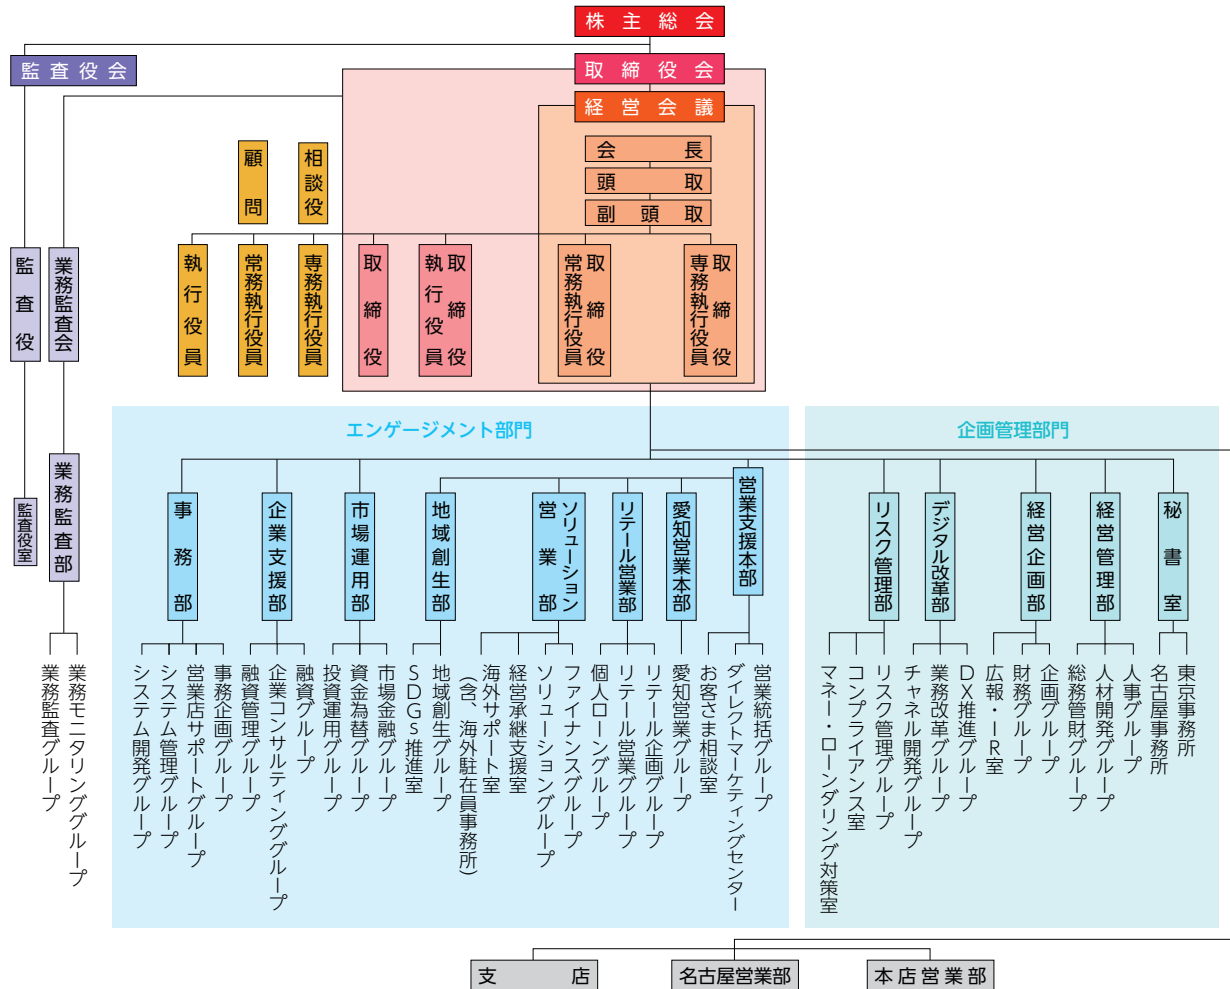 株主総会
監査役会
取締役会
経営会議
会長
頭取
副頭取
顧問
相談役
監査役
業務監査会
執行役員
常務執行役員
専務執行役員
取締役
取締役
執行役員
取締役
常務執行役員
取締役
専務執行役員
監査役室
業務監査部
業務モニタリンググループ
業務監査グループ
エンゲージメント部門
営業支援本部
営業統括グループ
ダイレクトマーケティングセンター
お客さま相談室
愛知営業本部
愛知営業グループ
リテール営業部
リテール企画グループ
リテール営業グループ
個人ローングループ
ソリューション
営業部
ファイナンスグループ
ソリューショングループ
経営承継支援室
海外サポート室
（含、海外駐在員事務所）
地域創生部
地域創生グループ
SDGs推進室
市場運用部
市場金融グループ
資金為替グループ
投資運用グループ
企業支援部
融資グループ
企業コンサルティンググループ
融資管理グループ
事務部
事務企画グループ
営業店サポートグループ
システム管理グループ
システム開発グループ
企画管理部門
秘書室
東京事務所
名古屋事務所
経営管理部
人事グループ
人材開発グループ
総務管財グループ
経営企画部
企画グループ
財務グループ
広報・IR室
デジタル改革部
DX推進グループ
業務改革グループ
チャネル開発グループ
リスク管理部
リスク管理グループ
コンプライアンス室
マネー・ローンダリング対策室
支店
名古屋営業部
本店営業部